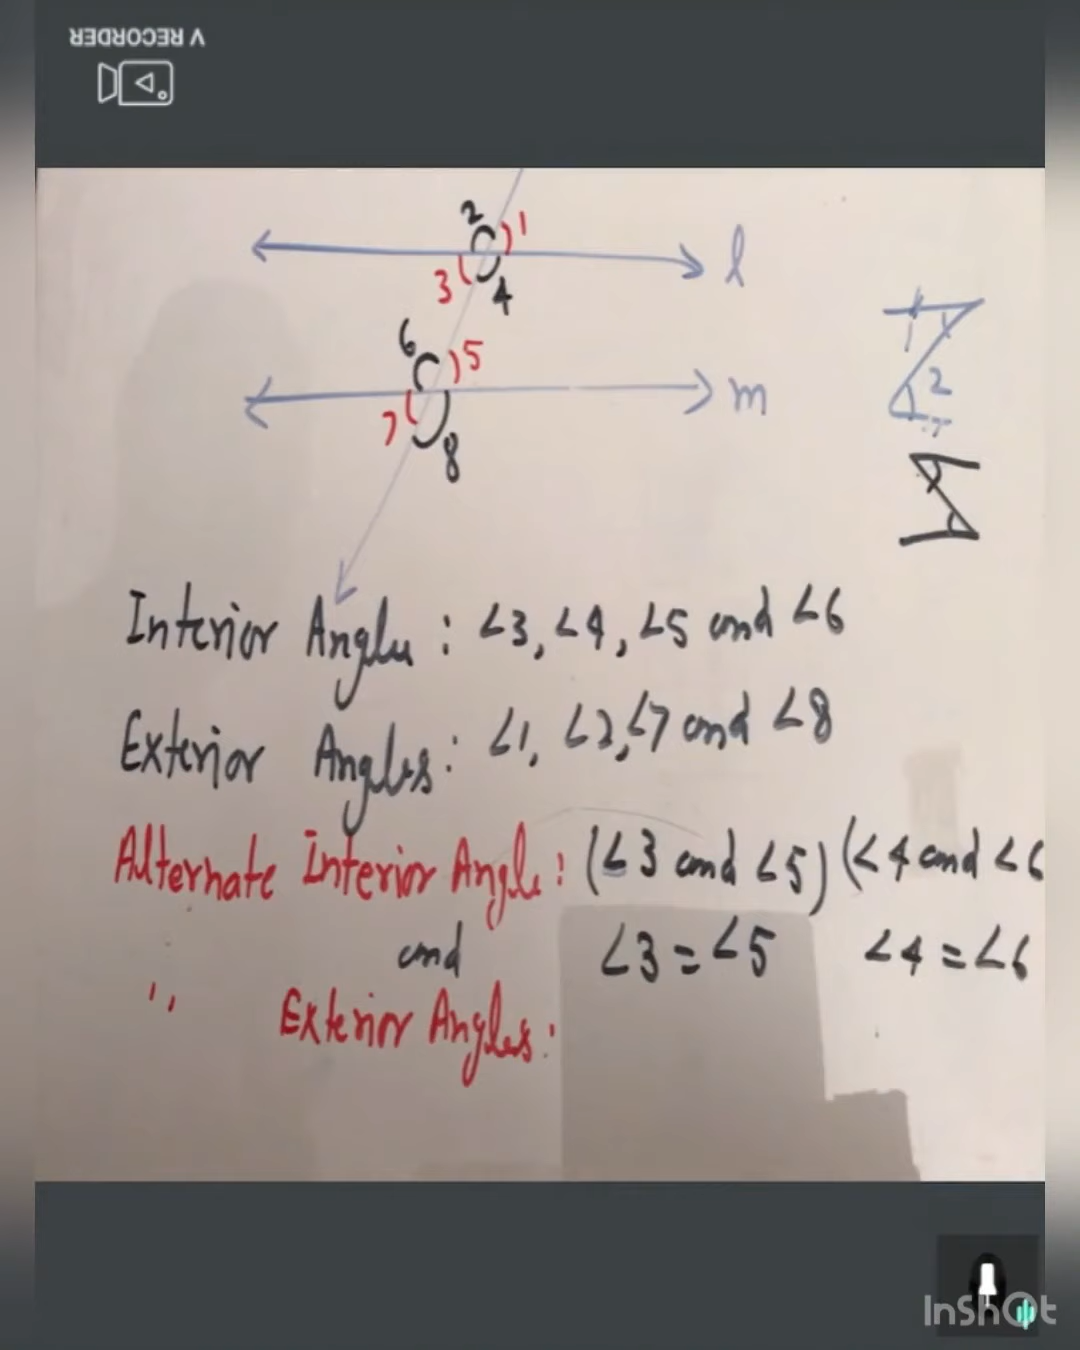 V RECORDER
2
1
l
3
4
6
5
m
7
8
1
2
Interior Angles : ∠3, ∠4, ∠5 and ∠6
Exterior Angles : ∠1, ∠2, ∠7 and ∠8
Alternate Interior Angle : (∠3 and ∠5) (∠4 and ∠6
and ∠3 = ∠5 ∠4 = ∠6
" Exterior Angles :
InShOt